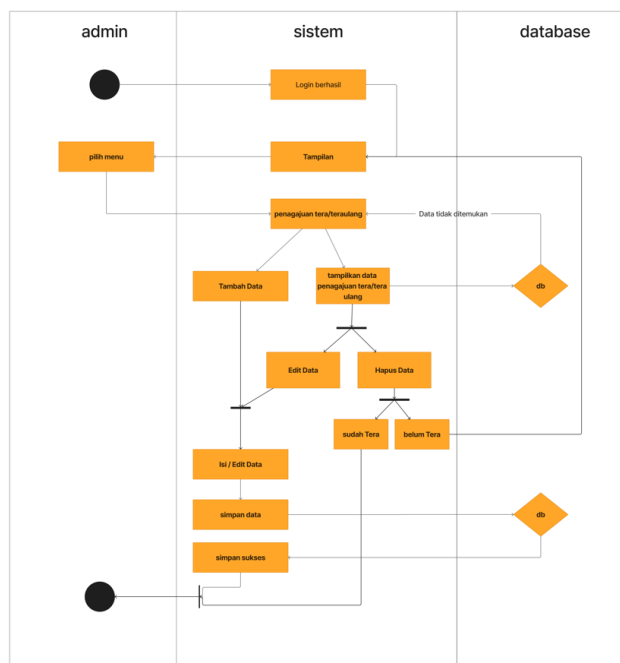 admin
sistem
database
Login berhasil
pilih menu
Tampilan
penagajuan tera/teraulang
Data tidak ditemukan
Tambah Data
tampilkan data
penagajuan tera/tera
ulang
db
Edit Data
Hapus Data
sudah Tera
belum Tera
Isi / Edit Data
simpan data
db
simpan sukses